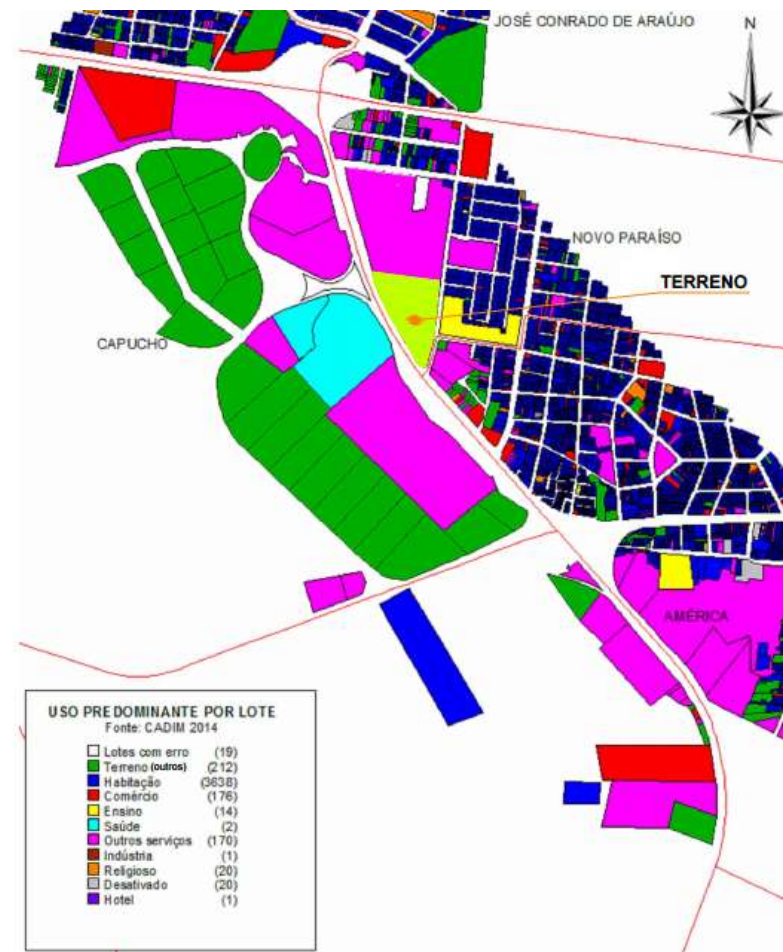 JOSÉ CONRADO DE ARAÚJO
N
NOVO PARAÍSO
TERRENO
CAPUCHO
AMÉRICA
USO PREDOMINANTE POR LOTE
Fonte: CADIM 2014
Lotes com erro (19)
Terreno (outros) (212)
Habitação (3638)
Comércio (176)
Ensino (14)
Saúde (2)
Outros serviços (170)
Indústria (1)
Religioso (20)
Desativado (20)
Hotel (1)